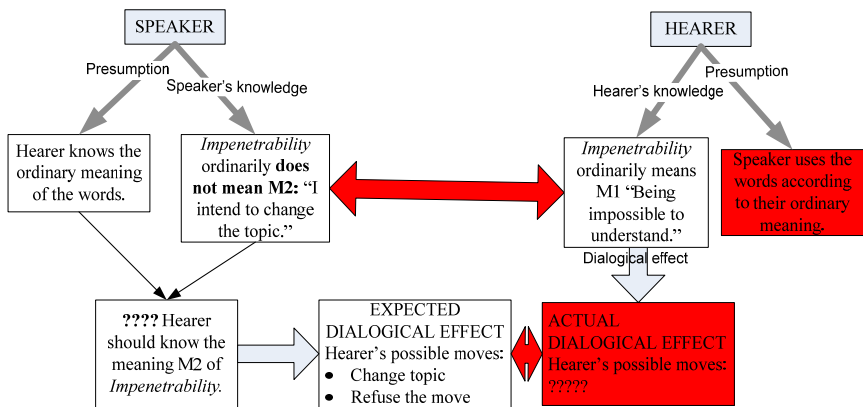 SPEAKER
HEARER
Presumption
Speaker's knowledge
Hearer's knowledge
Presumption
Hearer knows the
ordinary meaning
of the words.
Impenetrability
ordinarily does
not mean M2: “I
intend to change
the topic.”
Impenetrability
ordinarily means
M1 “Being
impossible to
understand.”
Speaker uses the
words according
to their ordinary
meaning.
Dialogical effect
???? Hearer
should know the
meaning M2 of
Impenetrability.
EXPECTED
DIALOGICAL EFFECT
Hearer's possible moves:
• Change topic
• Refuse the move
ACTUAL
DIALOGICAL EFFECT
Hearer's possible moves:
?????